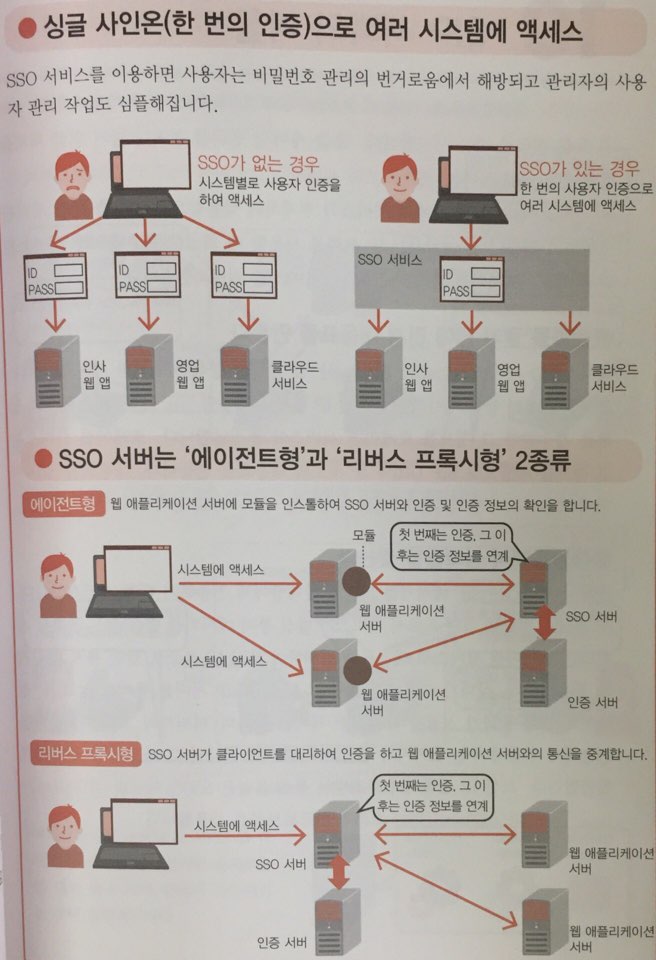 싱글 사인온(한 번의 인증)으로 여러 시스템에 액세스
SSO 서비스를 이용하면 사용자는 비밀번호 관리의 번거로움에서 해방되고 관리자의 사용
자 관리 작업도 심플해집니다.
SSO가 없는 경우
시스템별로 사용자 인증을
하여 액세스
ID
PASS
ID
PASS
ID
PASS
인사
웹 앱
영업
웹 앱
클라우드
서비스
SSO가 있는 경우
한 번의 사용자 인증으로
여러 시스템에 액세스
SSO 서비스
ID
PASS
인사
웹 앱
영업
웹 앱
클라우드
서비스
SSO 서버는 '에이전트형'과 '리버스 프록시형' 2종류
에이전트형 웹 애플리케이션 서버에 모듈을 인스톨하여 SSO 서버와 인증 및 인증 정보의 확인을 합니다.
모듈
첫 번째는 인증, 그 이
후는 인증 정보를 연계
시스템에 액세스
웹 애플리케이션
서버
SSO 서버
시스템에 액세스
웹 애플리케이션
서버
인증 서버
리버스 프록시형 SSO 서버가 클라이언트를 대리하여 인증을 하고 웹 애플리케이션 서버와의 통신을 중계합니다.
첫 번째는 인증, 그 이
후는 인증 정보를 연계
시스템에 액세스
SSO 서버
웹 애플리케이션
서버
인증 서버
웹 애플리케이션
서버